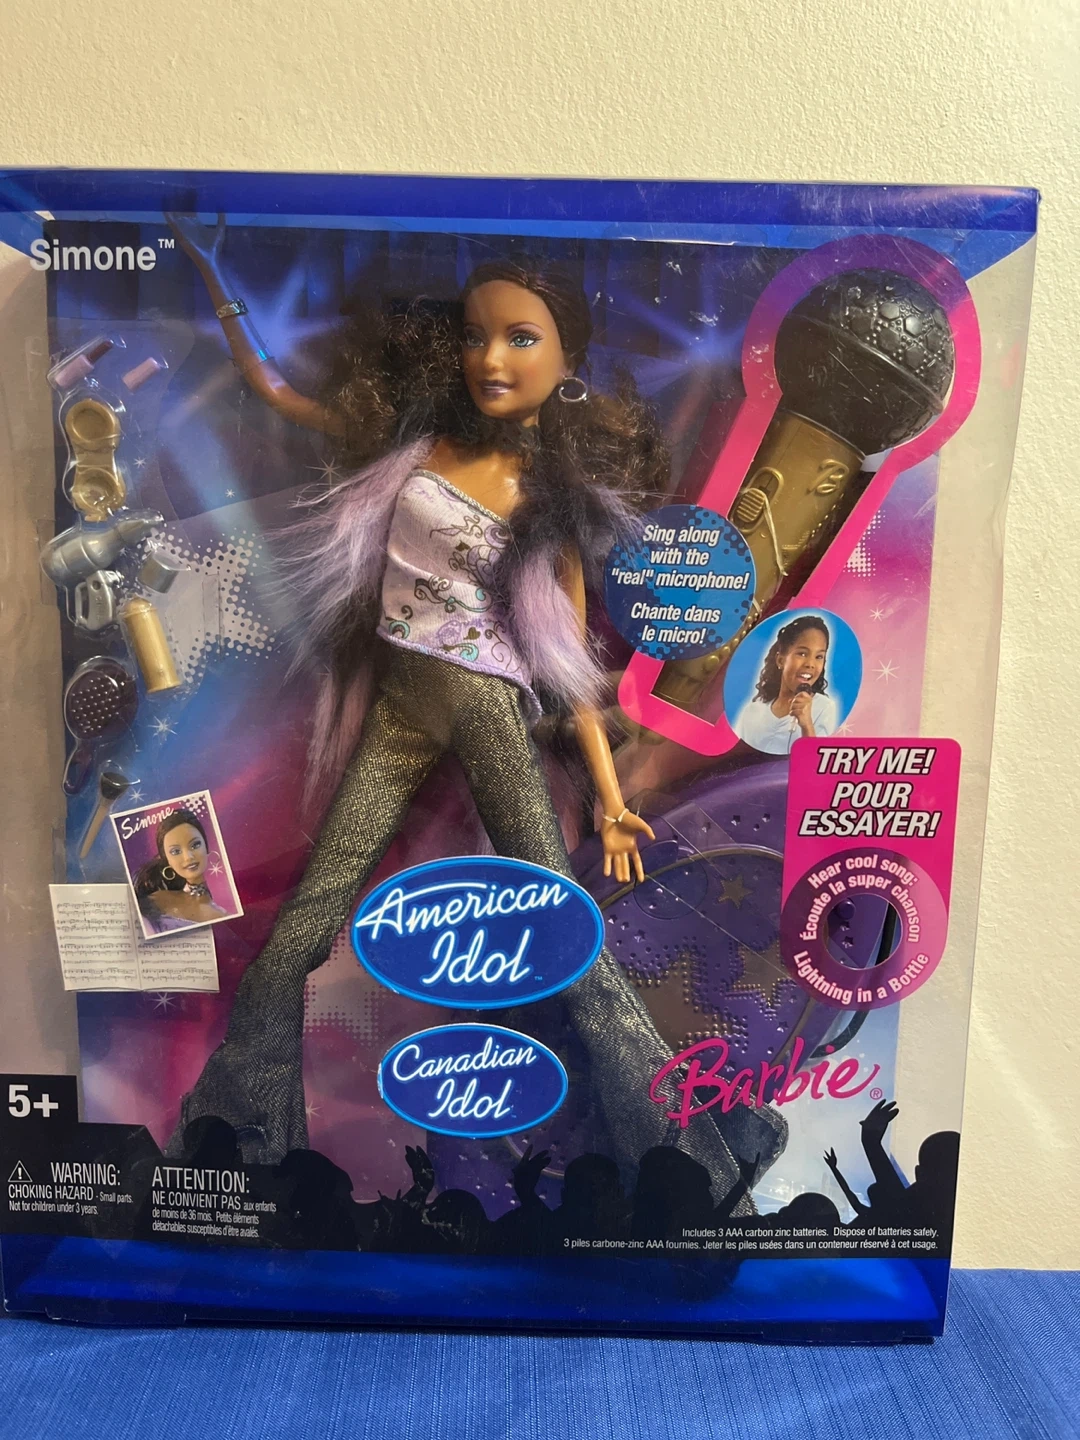 Simone™
Sing along
with the
"real" microphone!
Chante dans
le micro!
B
TRY ME!
POUR
ESSAYER!
Hear cool song:
Écoute la super chanson
Lightning in a Bottle
Simone
American
Idol™
Canadian
Idol
Barbie®
5+
⚠ WARNING:
CHOKING HAZARD - Small parts.
Not for children under 3 years.
ATTENTION:
NE CONVIENT PAS aux enfants
de moins de 36 mois. Petits éléments
détachables susceptibles d'être avalés.
Includes 3 AAA carbon zinc batteries. Dispose of batteries safely.
3 piles carbone-zinc AAA fournies. Jeter les piles usées dans un conteneur réservé à cet usage.